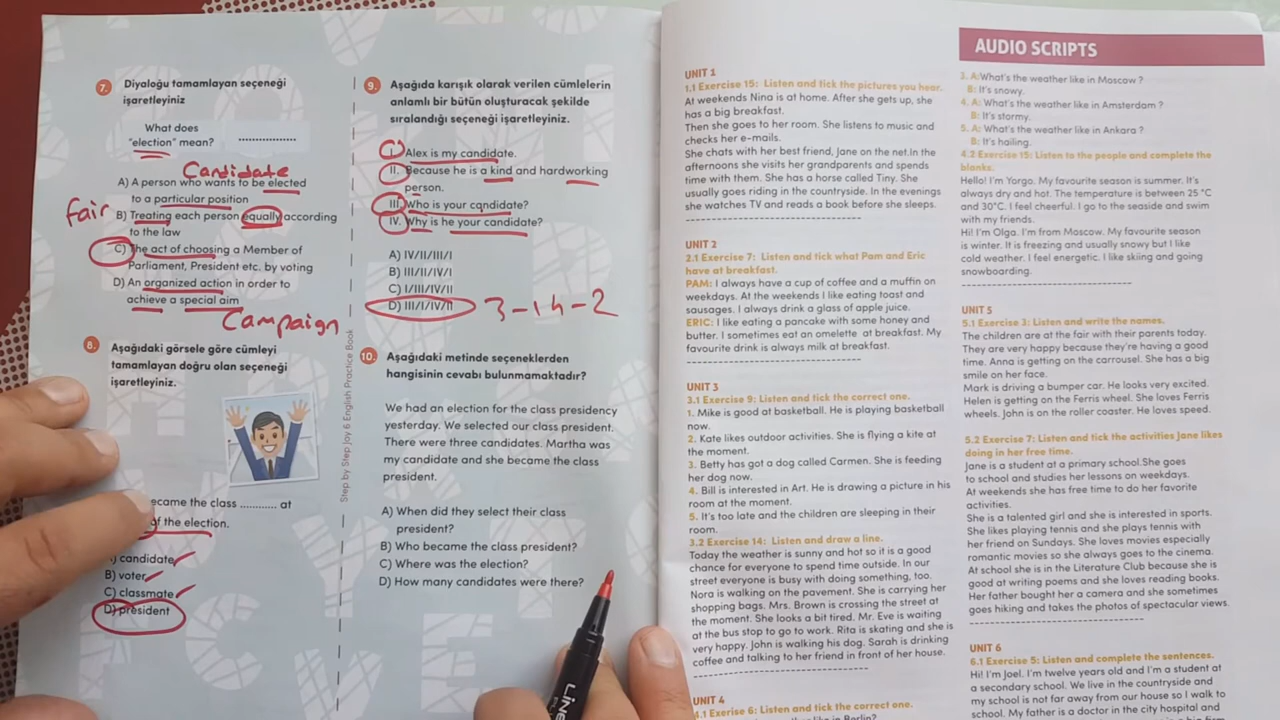 7. Diyaloğu tamamlayan seçeneği
işaretleyiniz
What does
"election" mean?
..................
Candidate
A) A person who wants to be elected
to a particular position
fair
B) Treating each person equally according
to the law
C) The act of choosing a Member of
Parliament, President etc. by voting
D) An organized action in order to
achieve a special aim
Campaign
8. Aşağıdaki görsele göre cümleyi
tamamlayan doğru olan seçeneği
işaretleyiniz.
ecame the class ............ at
of the election.
candidate
B) voter
C) classmate
D) president
Step by Step Joy 6 English Practice Book
9. Aşağıda karışık olarak verilen cümlelerin
anlamlı bir bütün oluşturacak şekilde
sıralandığı seçeneği işaretleyiniz.
I. Alex is my candidate.
II. Because he is a kind and hardworking
person.
III. Who is your candidate?
IV. Why is he your candidate?
A) IV/II/III/I
B) III/II/IV/I
C) I/III/IV/II
D) III/I/IV/II
3-14-2
10. Aşağıdaki metinde seçeneklerden
hangisinin cevabı bulunmamaktadır?
We had an election for the class presidency
yesterday. We selected our class president.
There were three candidates. Martha was
my candidate and she became the class
president.
A) When did they select their class
president?
B) Who became the class president?
C) Where was the election?
D) How many candidates were there?
Line
UNIT 1
1.1 Exercise 15: Listen and tick the pictures you hear.
At weekends Nina is at home. After she gets up, she
has a big breakfast.
Then she goes to her room. She listens to music and
checks her e-mails.
She chats with her best friend, Jane on the net.In the
afternoons she visits her grandparents and spends
time with them. She has a horse called Tiny. She
usually goes riding in the countryside. In the evenings
she watches TV and reads a book before she sleeps.
UNIT 2
2.1 Exercise 7: Listen and tick what Pam and Eric
have at breakfast.
PAM: I always have a cup of coffee and a muffin on
weekdays. At the weekends I like eating toast and
sausages. I always drink a glass of apple juice.
ERIC: I like eating a pancake with some honey and
butter. I sometimes eat an omelette at breakfast. My
favourite drink is always milk at breakfast.
UNIT 3
3.1 Exercise 9: Listen and tick the correct one.
1. Mike is good at basketball. He is playing basketball
now.
2. Kate likes outdoor activities. She is flying a kite at
the moment.
3. Betty has got a dog called Carmen. She is feeding
her dog now.
4. Bill is interested in Art. He is drawing a picture in his
room at the moment.
5. It's too late and the children are sleeping in their
room.
3.2 Exercise 14: Listen and draw a line.
Today the weather is sunny and hot so it is a good
chance for everyone to spend time outside. In our
street everyone is busy with doing something, too.
Nora is walking on the pavement. She is carrying her
shopping bags. Mrs. Brown is crossing the street at
the moment. She looks a bit tired. Mr. Eve is waiting
at the bus stop to go to work. Rita is skating and she is
very happy. John is walking his dog. Sarah is drinking
coffee and talking to her friend in front of her house.
UNIT 4
4.1 Exercise 6: Listen and tick the correct one.
like in Berlin?
AUDIO SCRIPTS
3. A:What's the weather like in Moscow ?
B: It's snowy.
4. A: What's the weather like in Amsterdam ?
B: It's stormy.
5. A: What's the weather like in Ankara ?
B: It's hailing.
4.2 Exercise 15: Listen to the people and complete the
blanks.
Hello! I'm Yorgo. My favourite season is summer. It's
always dry and hot. The temperature is between 25 °C
and 30°C. I feel cheerful. I go to the seaside and swim
with my friends.
Hi! I'm Olga. I'm from Moscow. My favourite season
is winter. It is freezing and usually snowy but I like
cold weather. I feel energetic. I like skiing and going
snowboarding.
UNIT 5
5.1 Exercise 3: Listen and write the names.
The children are at the fair with their parents today.
They are very happy because they're having a good
time. Anna is getting on the carrousel. She has a big
smile on her face.
Mark is driving a bumper car. He looks very excited.
Helen is getting on the Ferris wheel. She loves Ferris
wheels. John is on the roller coaster. He loves speed.
5.2 Exercise 7: Listen and tick the activities Jane likes
doing in her free time.
Jane is a student at a primary school.She goes
to school and studies her lessons on weekdays.
At weekends she has free time to do her favorite
activities.
She is a talented girl and she is interested in sports.
She likes playing tennis and she plays tennis with
her friend on Sundays. She loves movies especially
romantic movies so she always goes to the cinema.
At school she is in the Literature Club because she is
good at writing poems and she loves reading books.
Her father bought her a camera and she sometimes
goes hiking and takes the photos of spectacular views.
UNIT 6
6.1 Exercise 5: Listen and complete the sentences.
Hi! I'm Joel. I'm twelve years old and I'm a student at
a secondary school. We live in the countryside and
my school is not far away from our house so I walk to
school. My father is a doctor in the city hospital and